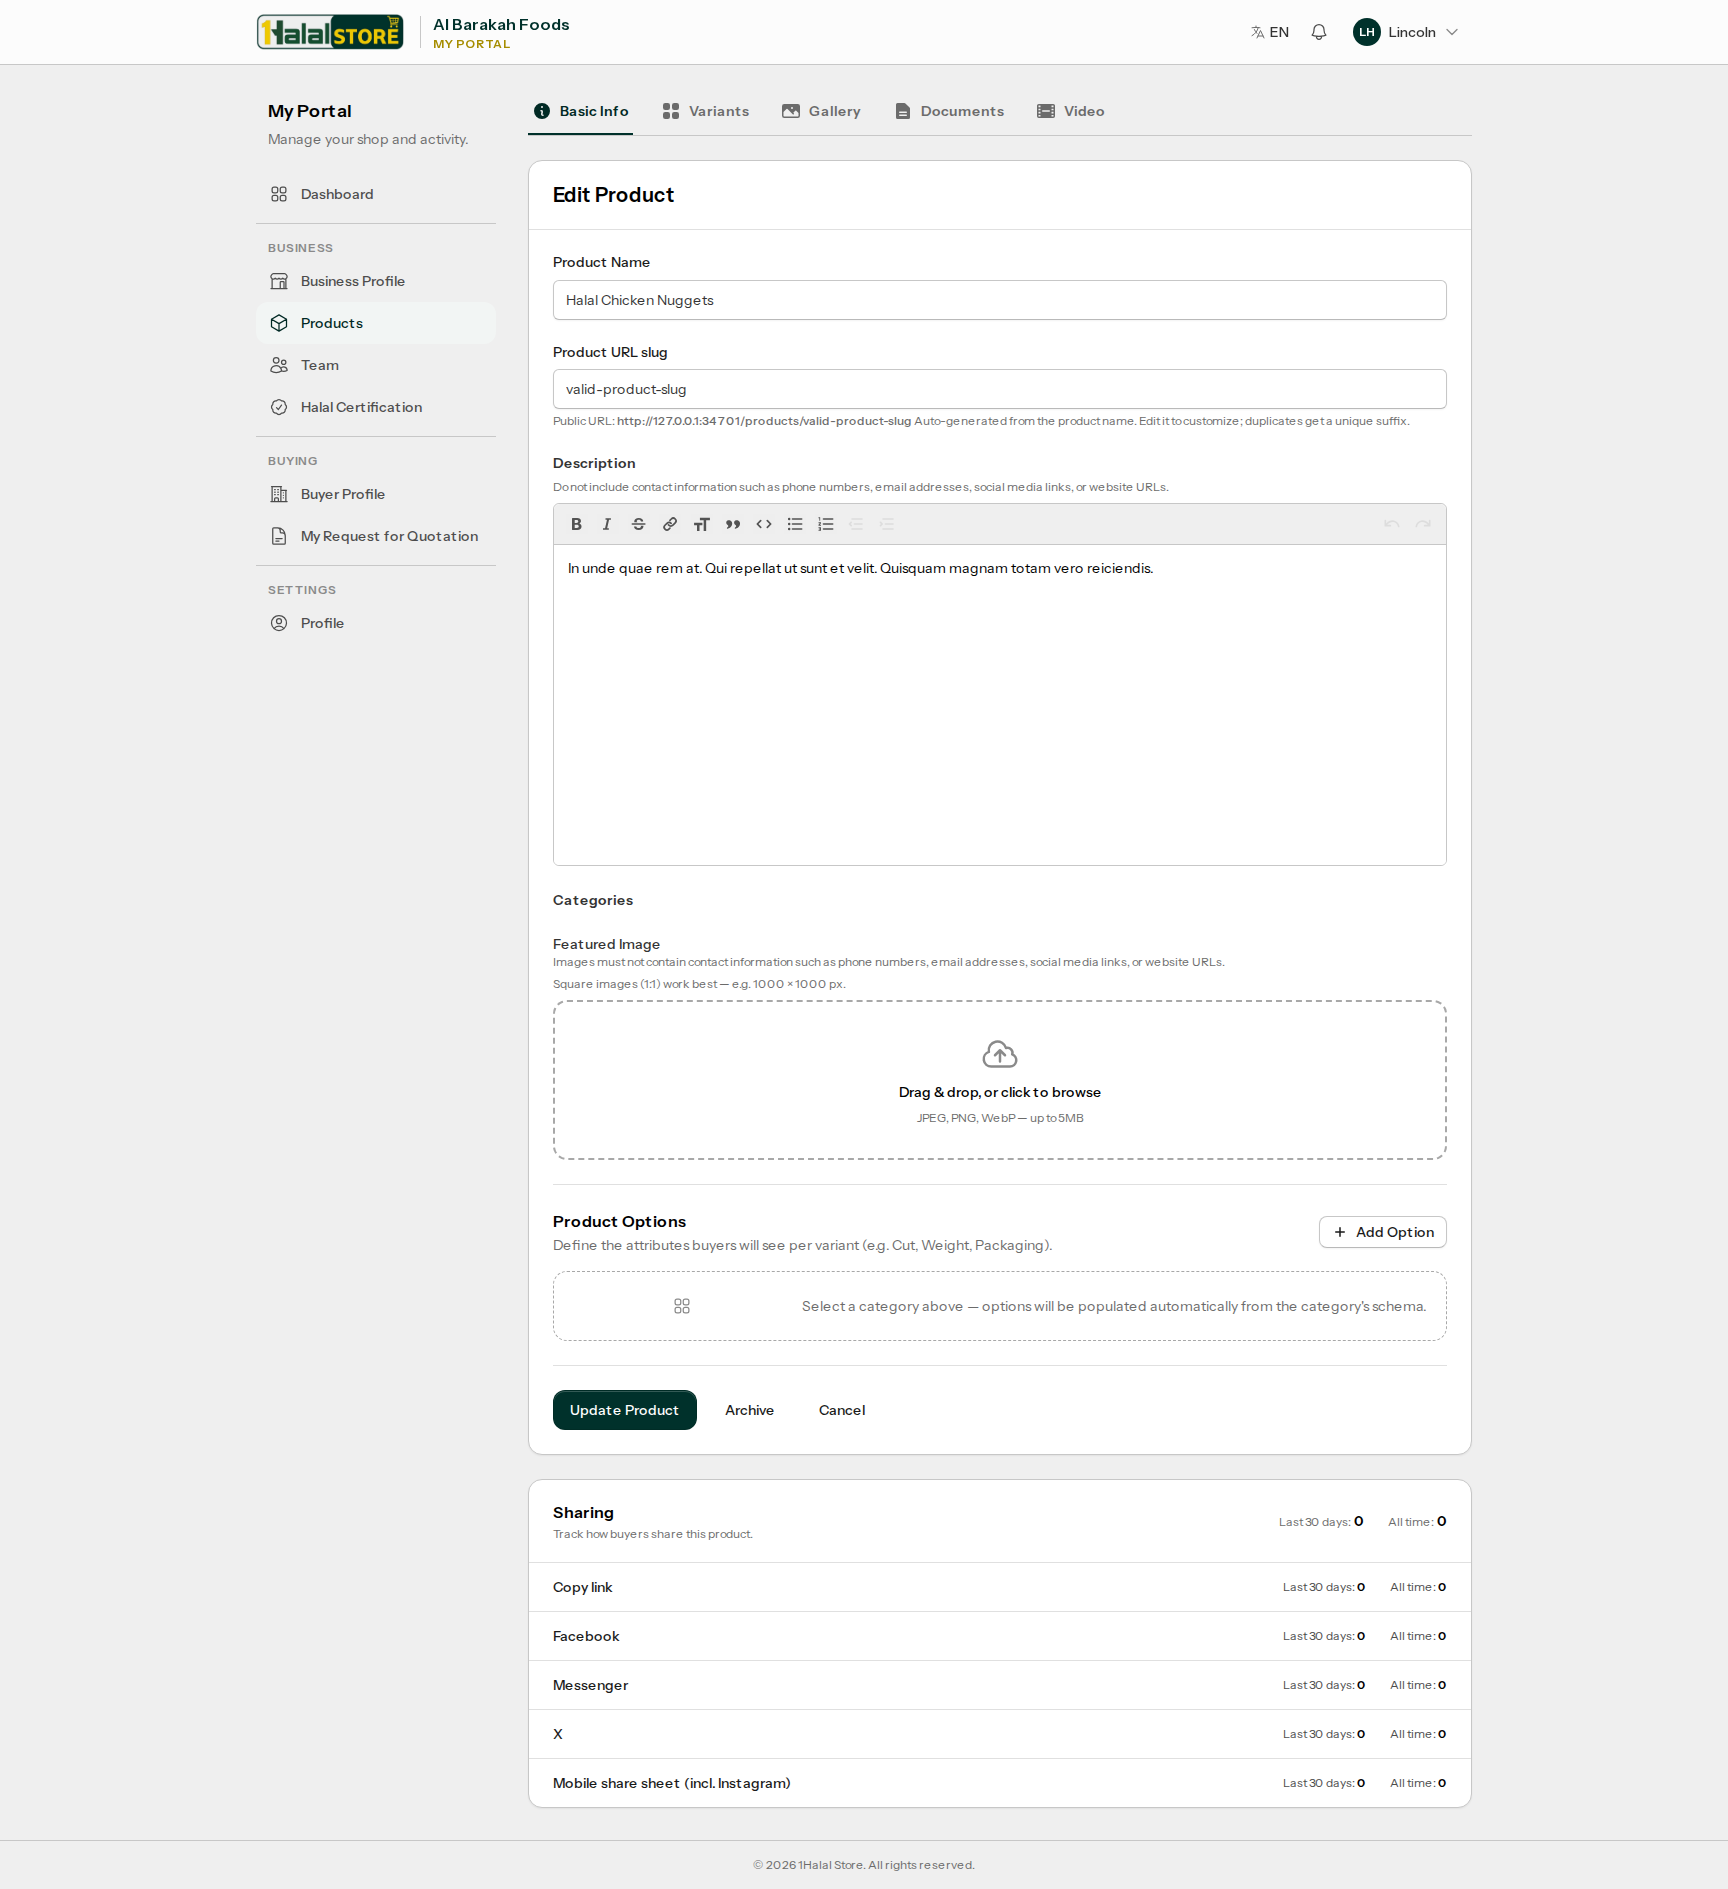 1Halal STORE
Al Barakah Foods
MY PORTAL
EN
LH
Lincoln
My Portal
Manage your shop and activity.
Dashboard
BUSINESS
Business Profile
Products
Team
Halal Certification
BUYING
Buyer Profile
My Request for Quotation
SETTINGS
Profile
Basic Info
Variants
Gallery
Documents
Video
Edit Product
Product Name
Halal Chicken Nuggets
Product URL slug
valid-product-slug
Public URL: http://127.0.0.1:34701/products/valid-product-slug Auto-generated from the product name. Edit it to customize; duplicates get a unique suffix.
Description
Do not include contact information such as phone numbers, email addresses, social media links, or website URLs.
In unde quae rem at. Qui repellat ut sunt et velit. Quisquam magnam totam vero reiciendis.
Categories
Featured Image
Images must not contain contact information such as phone numbers, email addresses, social media links, or website URLs.
Square images (1:1) work best — e.g. 1000 × 1000 px.
Drag & drop, or click to browse
JPEG, PNG, WebP — up to 5MB
Product Options
Define the attributes buyers will see per variant (e.g. Cut, Weight, Packaging).
Add Option
Select a category above — options will be populated automatically from the category's schema.
Update Product
Archive
Cancel
Sharing
Track how buyers share this product.
Last 30 days: 0
All time: 0
Copy link
Last 30 days: 0
All time: 0
Facebook
Last 30 days: 0
All time: 0
Messenger
Last 30 days: 0
All time: 0
X
Last 30 days: 0
All time: 0
Mobile share sheet (incl. Instagram)
Last 30 days: 0
All time: 0
© 2026 1Halal Store. All rights reserved.